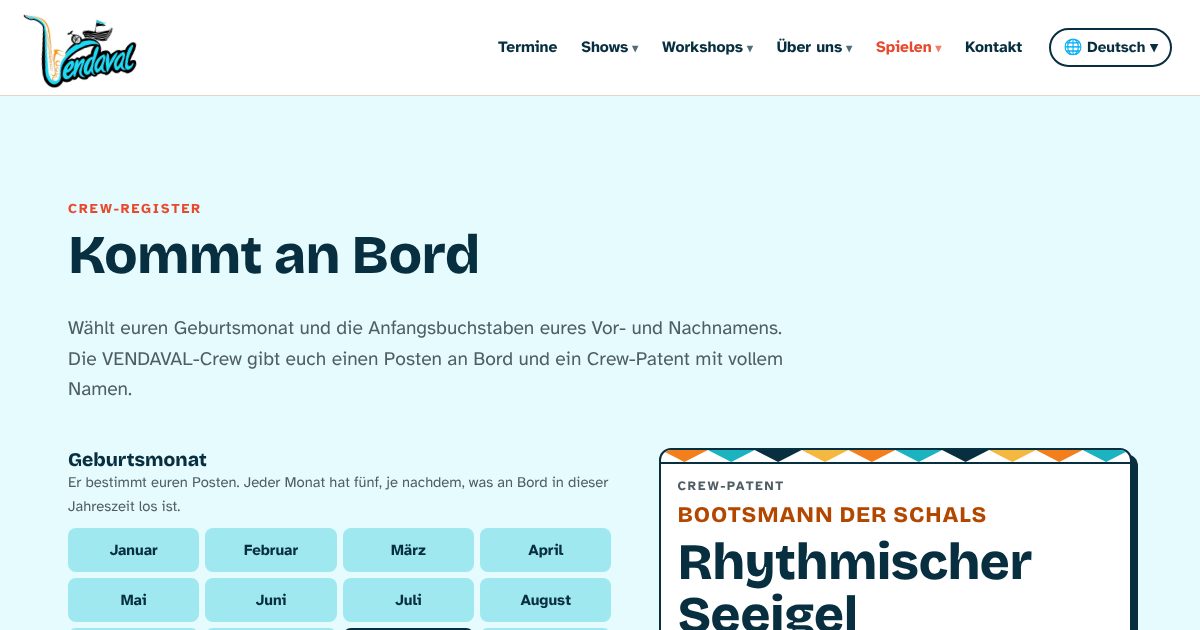 Vendaval
Termine
Shows ▾
Workshops ▾
Über uns ▾
Spielen ▾
Kontakt
🌐 Deutsch ▾
CREW-REGISTER
Kommt an Bord
Wählt euren Geburtsmonat und die Anfangsbuchstaben eures Vor- und Nachnamens.
Die VENDAVAL-Crew gibt euch einen Posten an Bord und ein Crew-Patent mit vollem
Namen.
Geburtsmonat
Er bestimmt euren Posten. Jeder Monat hat fünf, je nachdem, was an Bord in dieser
Jahreszeit los ist.
Januar
Februar
März
April
Mai
Juni
Juli
August
CREW-PATENT
BOOTSMANN DER SCHALS
Rhythmischer
Seeigel